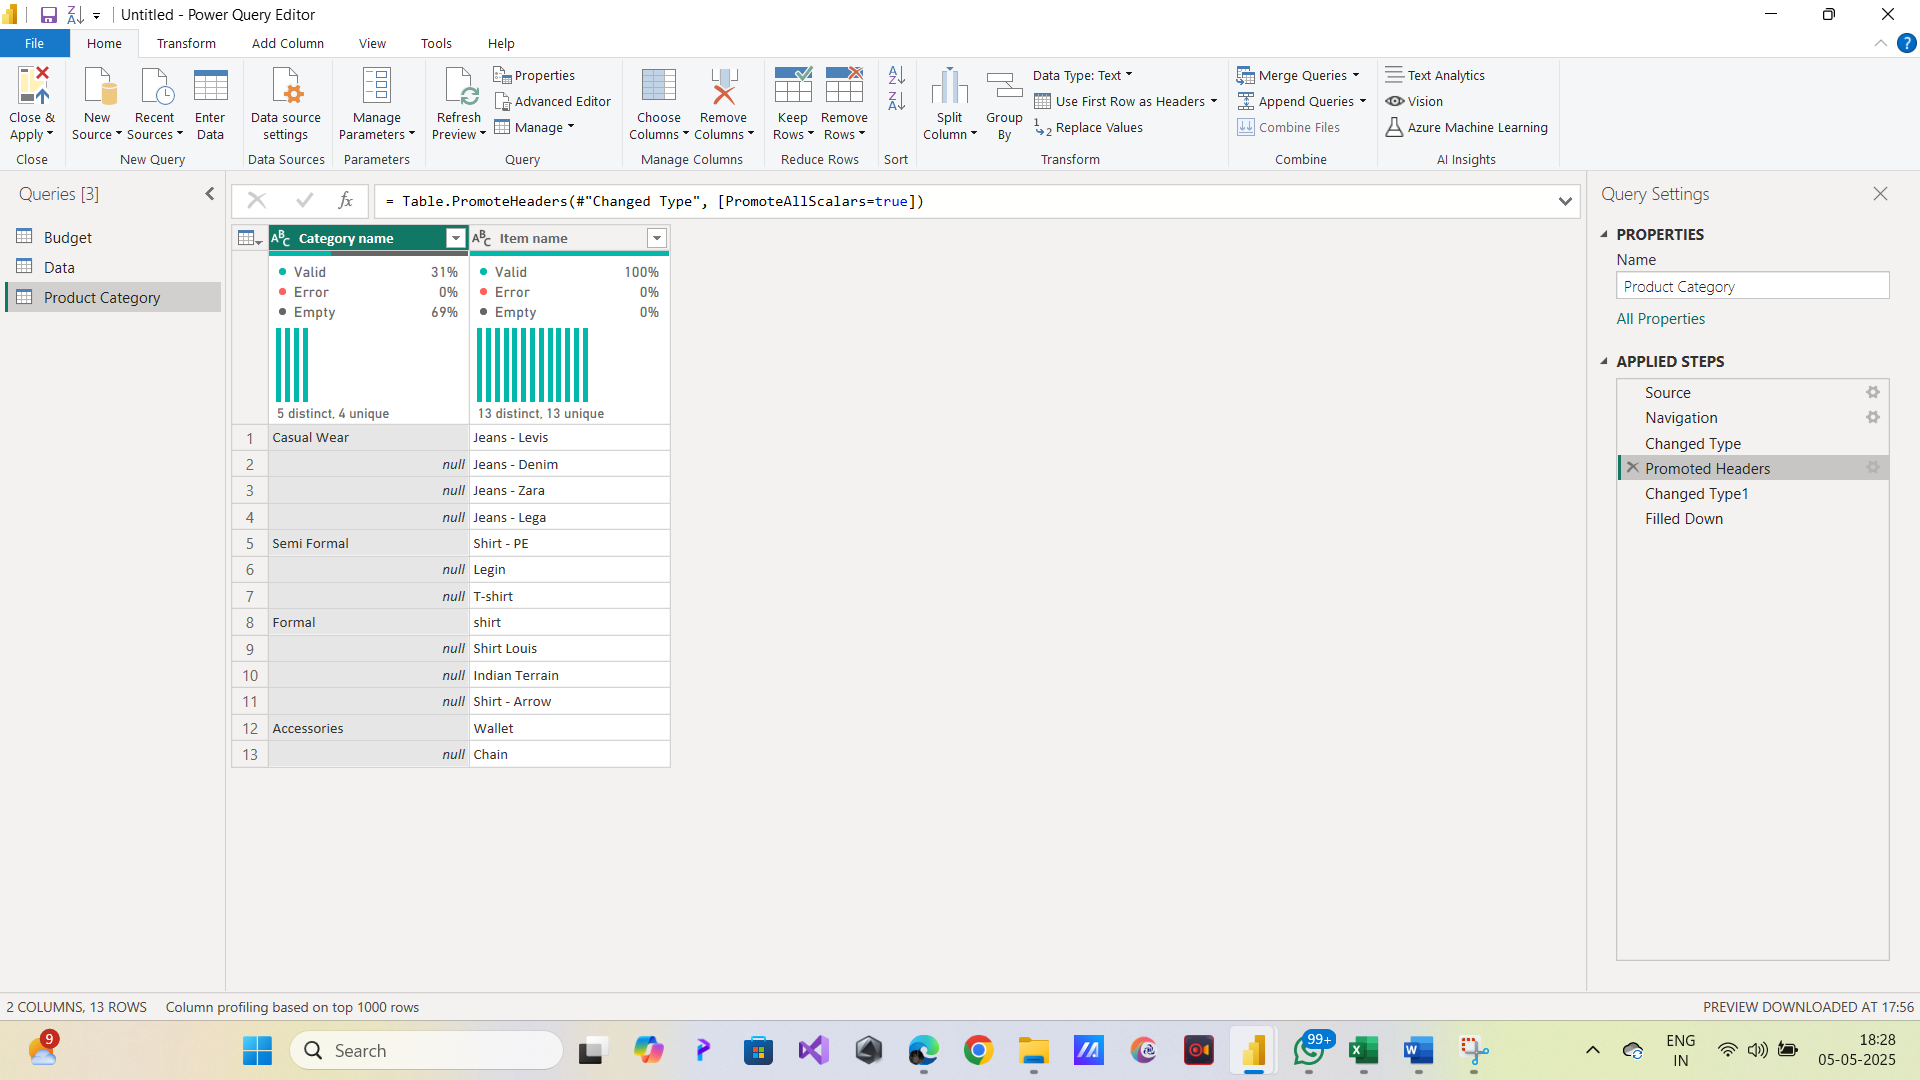 Untitled - Power Query Editor
File
Home
Transform
Add Column
View
Tools
Help
Close & Apply
New Source
Recent Sources
Enter Data
Data source settings
Manage Parameters
Refresh Preview
Properties
Advanced Editor
Manage
Choose Columns
Remove Columns
Keep Rows
Remove Rows
Split Column
Group By
Data Type: Text
Use First Row as Headers
Replace Values
Merge Queries
Append Queries
Combine Files
Text Analytics
Vision
Azure Machine Learning
Close
New Query
Data Sources
Parameters
Query
Manage Columns
Reduce Rows
Sort
Transform
Combine
AI Insights
Queries [3]
Budget
Data
Product Category
fx
= Table.PromoteHeaders(#"Changed Type", [PromoteAllScalars=true])
ABC Category name
ABC Item name
Valid 31%
Error 0%
Empty 69%
5 distinct, 4 unique
Valid 100%
Error 0%
Empty 0%
13 distinct, 13 unique
1 Casual Wear Jeans - Levis
2 null Jeans - Denim
3 null Jeans - Zara
4 null Jeans - Lega
5 Semi Formal Shirt - PE
6 null Legin
7 null T-shirt
8 Formal shirt
9 null Shirt Louis
10 null Indian Terrain
11 null Shirt - Arrow
12 Accessories Wallet
13 null Chain
Query Settings
PROPERTIES
Name
Product Category
All Properties
APPLIED STEPS
Source
Navigation
Changed Type
Promoted Headers
Changed Type1
Filled Down
2 COLUMNS, 13 ROWS
Column profiling based on top 1000 rows
PREVIEW DOWNLOADED AT 17:56
9
Search
99+
ENG
IN
18:28
05-05-2025